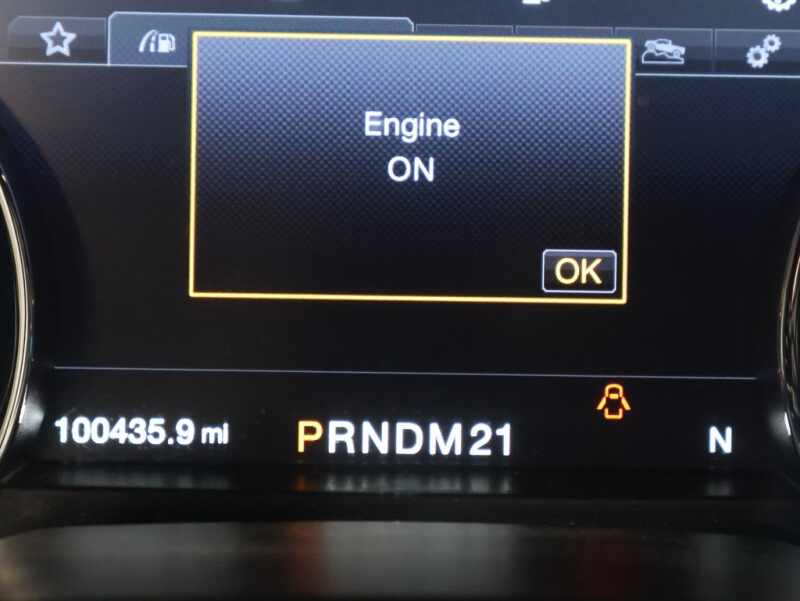 Engine
ON
OK
100435.9 mi
PRNDM21
N